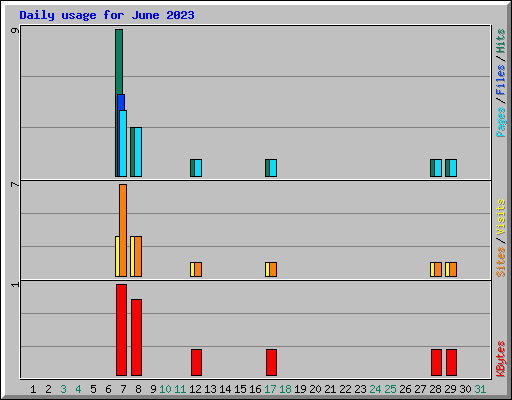 Daily usage for June 2023
9
7
1
Pages / Files / Hits
Sites / Visits
KBytes
1 2 3 4 5 6 7 8 9 10 11 12 13 14 15 16 17 18 19 20 21 22 23 24 25 26 27 28 29 30 31